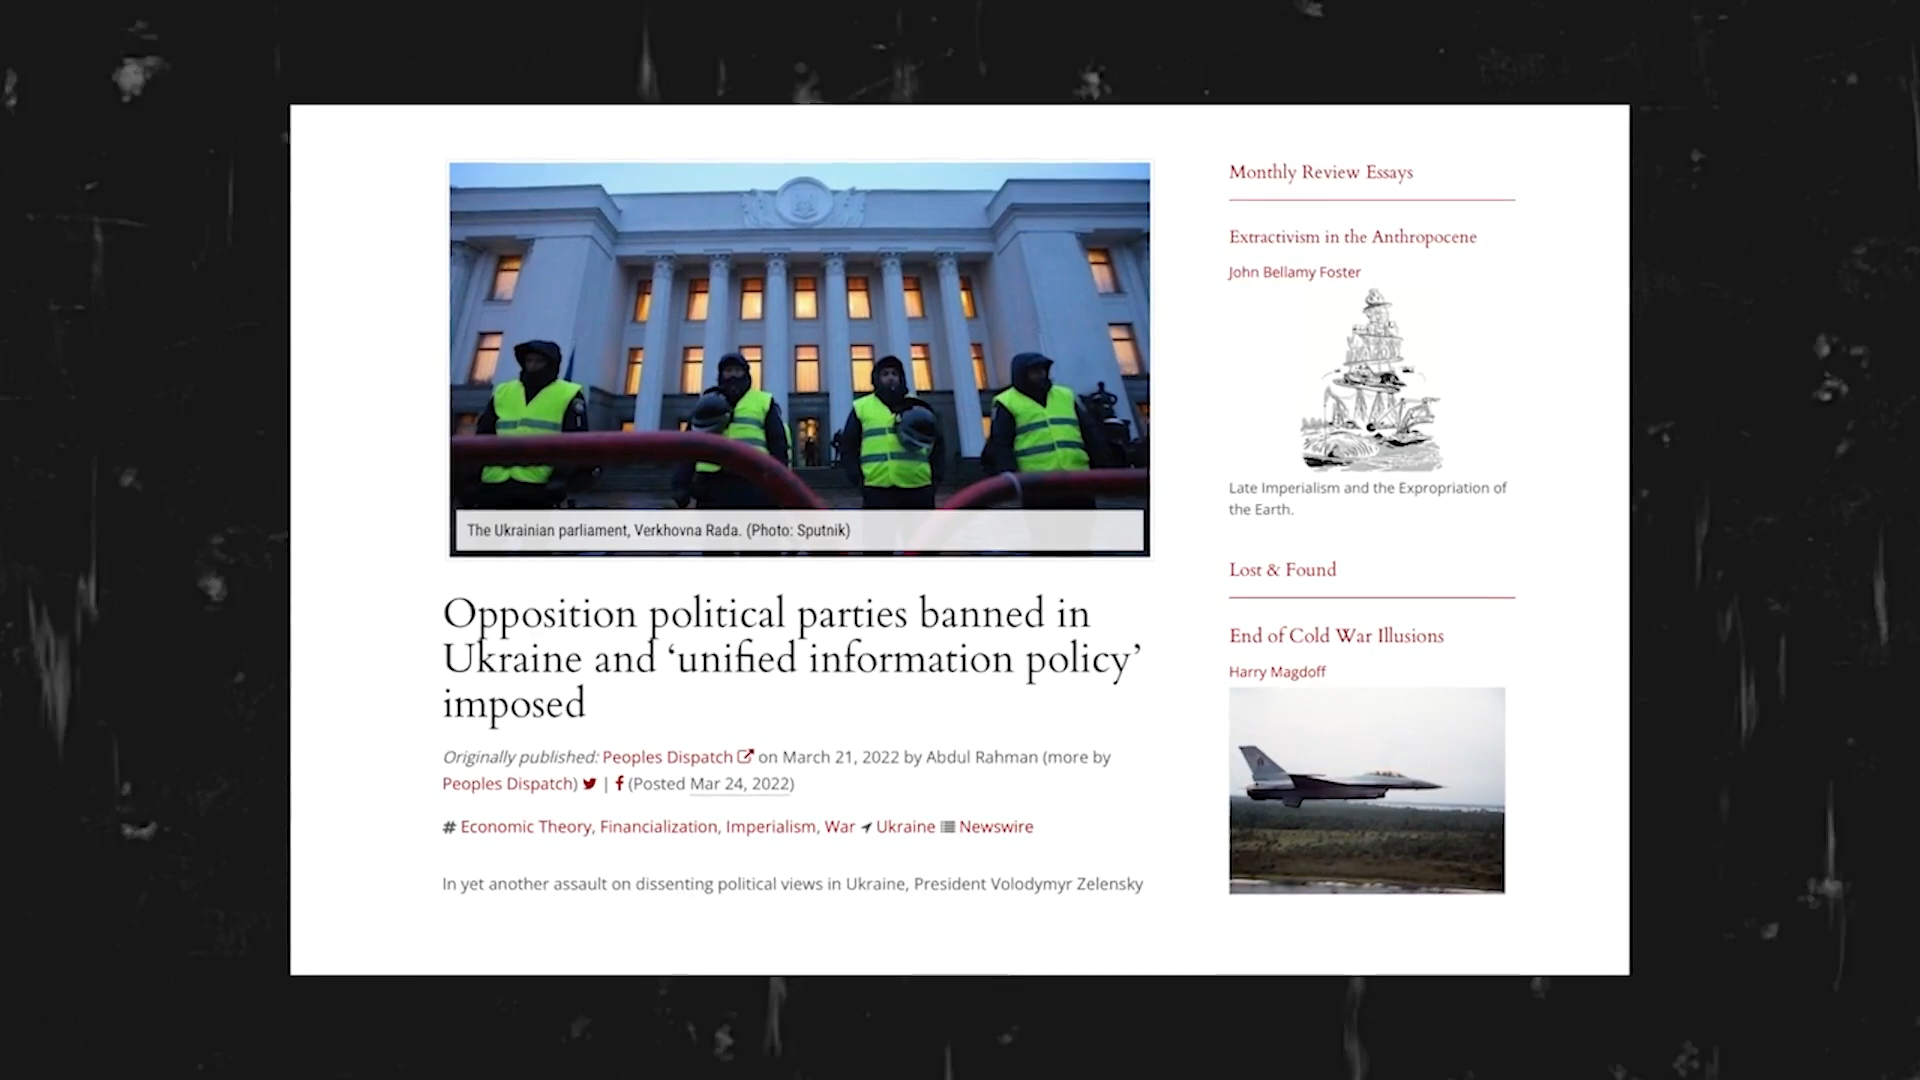 The Ukrainian parliament, Verkhovna Rada. (Photo: Sputnik)
Opposition political parties banned in
Ukraine and ‘unified information policy’
imposed
Originally published: Peoples Dispatch on March 21, 2022 by Abdul Rahman (more by
Peoples Dispatch) | (Posted Mar 24, 2022)
# Economic Theory, Financialization, Imperialism, War Ukraine Newswire
In yet another assault on dissenting political views in Ukraine, President Volodymyr Zelensky
Monthly Review Essays
Extractivism in the Anthropocene
John Bellamy Foster
Late Imperialism and the Expropriation of
the Earth.
Lost & Found
End of Cold War Illusions
Harry Magdoff